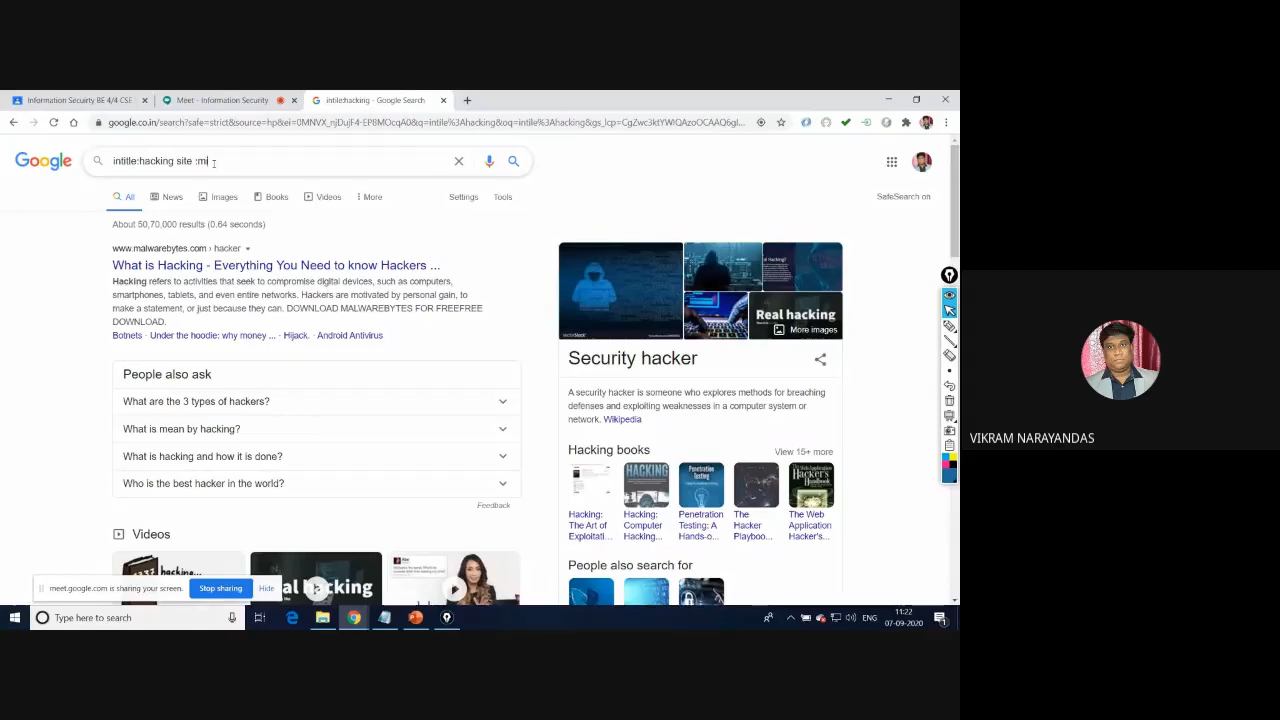 Information Secuirty BE 4/4 CSE
Meet - Information Security
intile:hacking - Google Search
google.co.in/search?safe=strict&source=hp&ei=0MNVX_njDujF4-EP8MOcqA0&q=intile%3Ahacking&oq=intile%3Ahacking&gs_lcp=CgZwc3ktYWIQAzoOCAAQ6gl...
Google
intitle:hacking site :mi
All
News
Images
Books
Videos
More
Settings
Tools
SafeSearch on
About 50,70,000 results (0.64 seconds)
www.malwarebytes.com › hacker
What is Hacking - Everything You Need to know Hackers ...
Hacking refers to activities that seek to compromise digital devices, such as computers,
smartphones, tablets, and even entire networks. Hackers are motivated by personal gain, to
make a statement, or just because they can. DOWNLOAD MALWAREBYTES FOR FREEFREE
DOWNLOAD.
Botnets · Under the hoodie: why money ... · Hijack. · Android Antivirus
People also ask
What are the 3 types of hackers?
What is mean by hacking?
What is hacking and how it is done?
Who is the best hacker in the world?
Feedback
Videos
hacking...
al hacking
Real hacking
More images
Security hacker
A security hacker is someone who explores methods for breaching
defenses and exploiting weaknesses in a computer system or
network. Wikipedia
Hacking books
View 15+ more
HACKING
Penetration Testing
Hacking:
The Art of
Exploitati...
Hacking:
Computer
Hacking...
Penetration
Testing: A
Hands-o...
The
Hacker
Playboo...
The Web
Application
Hacker's...
People also search for
meet.google.com is sharing your screen.
Stop sharing
Hide
Type here to search
ENG
11:22
07-09-2020
VIKRAM NARAYANDAS